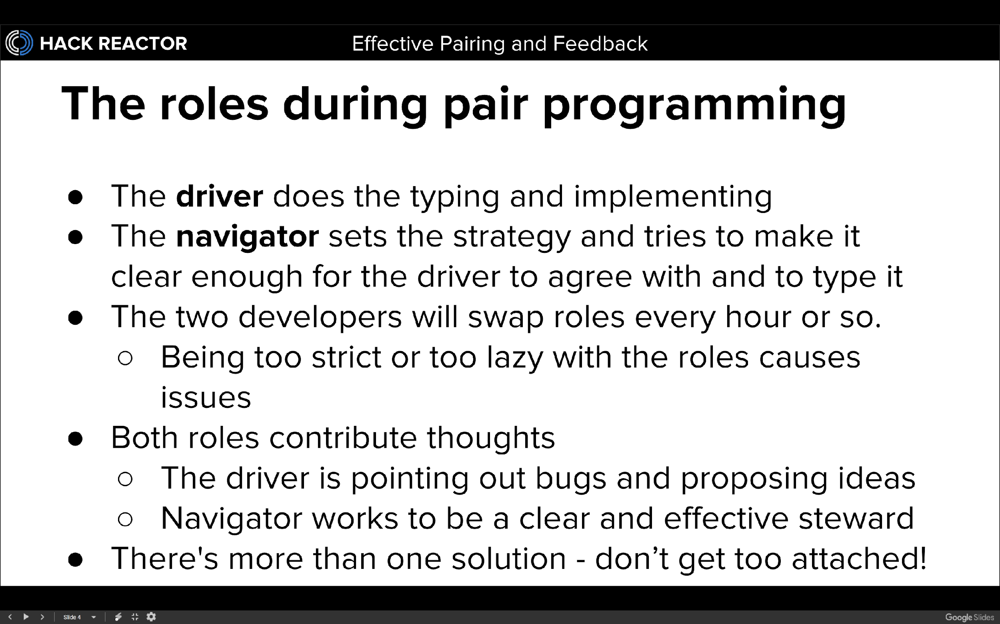 HACK REACTOR
Effective Pairing and Feedback
The roles during pair programming
● The driver does the typing and implementing
● The navigator sets the strategy and tries to make it
clear enough for the driver to agree with and to type it
● The two developers will swap roles every hour or so.
○ Being too strict or too lazy with the roles causes
issues
● Both roles contribute thoughts
○ The driver is pointing out bugs and proposing ideas
○ Navigator works to be a clear and effective steward
● There's more than one solution - don’t get too attached!
Slide 4
Google Slides